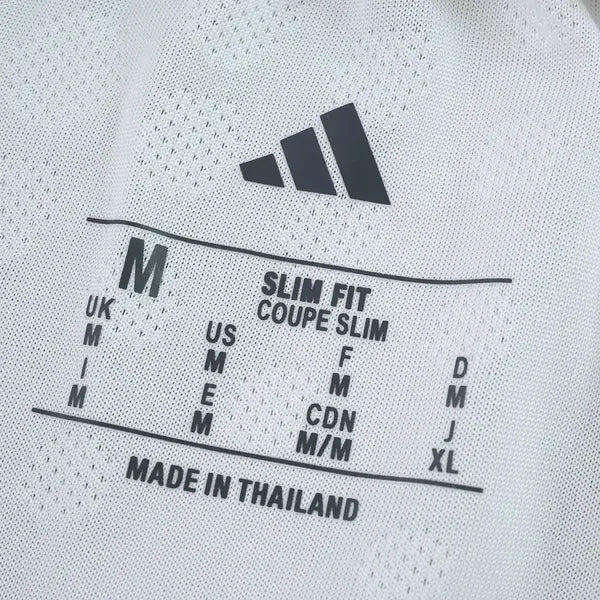 M SLIM FIT
COUPE SLIM
UK US F D
M M M M
I E CDN J
M M M/M XL
MADE IN THAILAND